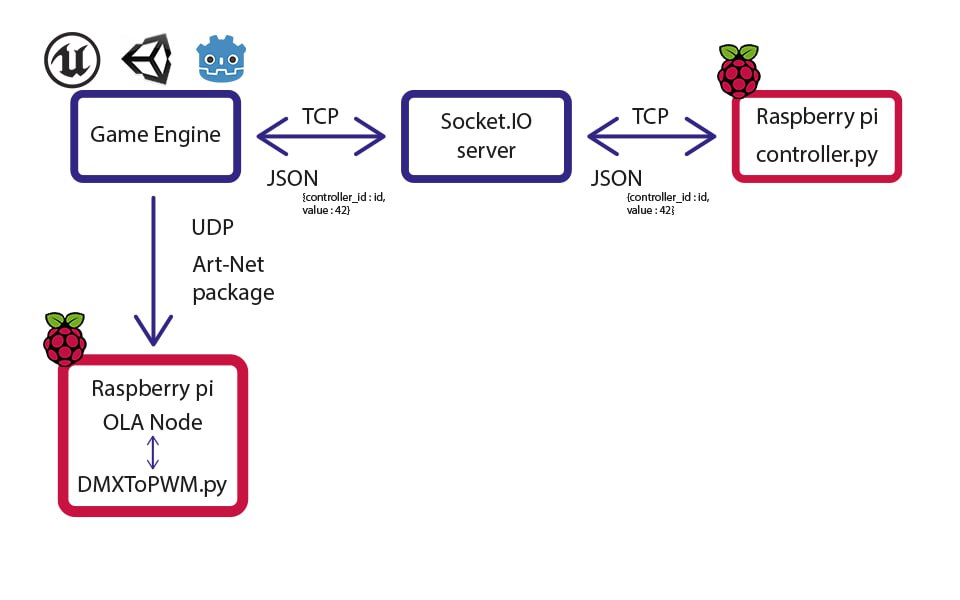 Game Engine
TCP
JSON
{controller_id : id,
value : 42}
Socket.IO
server
TCP
JSON
{controller_id : id,
value : 42}
Raspberry pi
controller.py
UDP
Art-Net
package
Raspberry pi
OLA Node
DMXToPWM.py